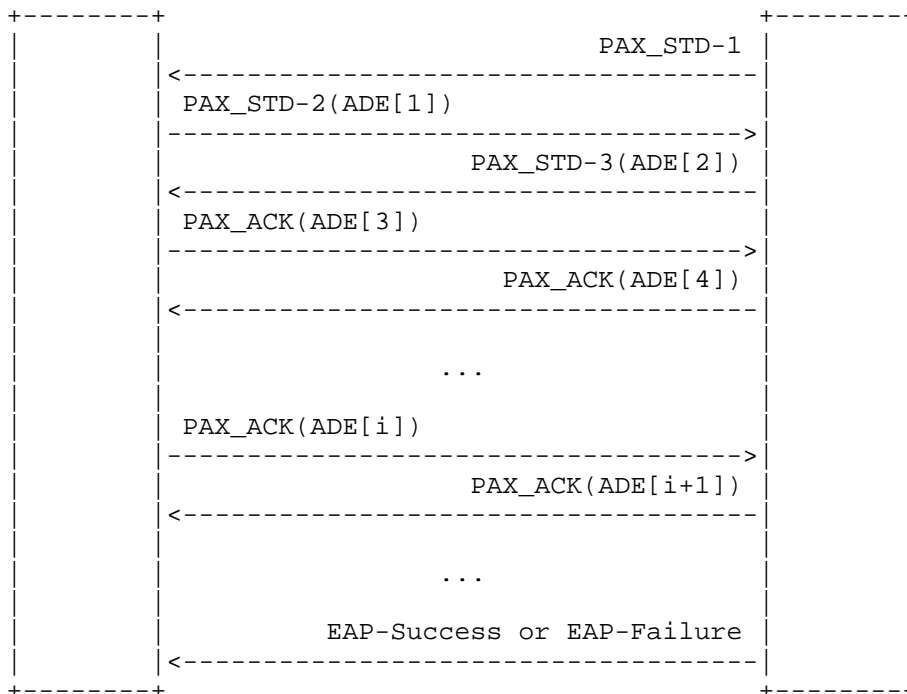 PAX_STD-1
PAX_STD-2(ADE[1])
PAX_STD-3(ADE[2])
PAX_ACK(ADE[3])
PAX_ACK(ADE[4])
...
PAX_ACK(ADE[i])
PAX_ACK(ADE[i+1])
...
EAP-Success or EAP-Failure